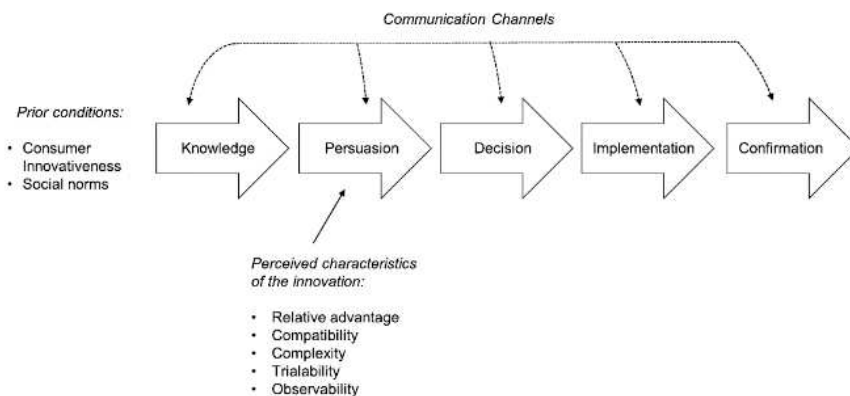 Communication Channels
Prior conditions:
• Consumer
Innovativeness
• Social norms
Knowledge
Persuasion
Decision
Implementation
Confirmation
Perceived characteristics
of the innovation:
• Relative advantage
• Compatibility
• Complexity
• Trialability
• Observability